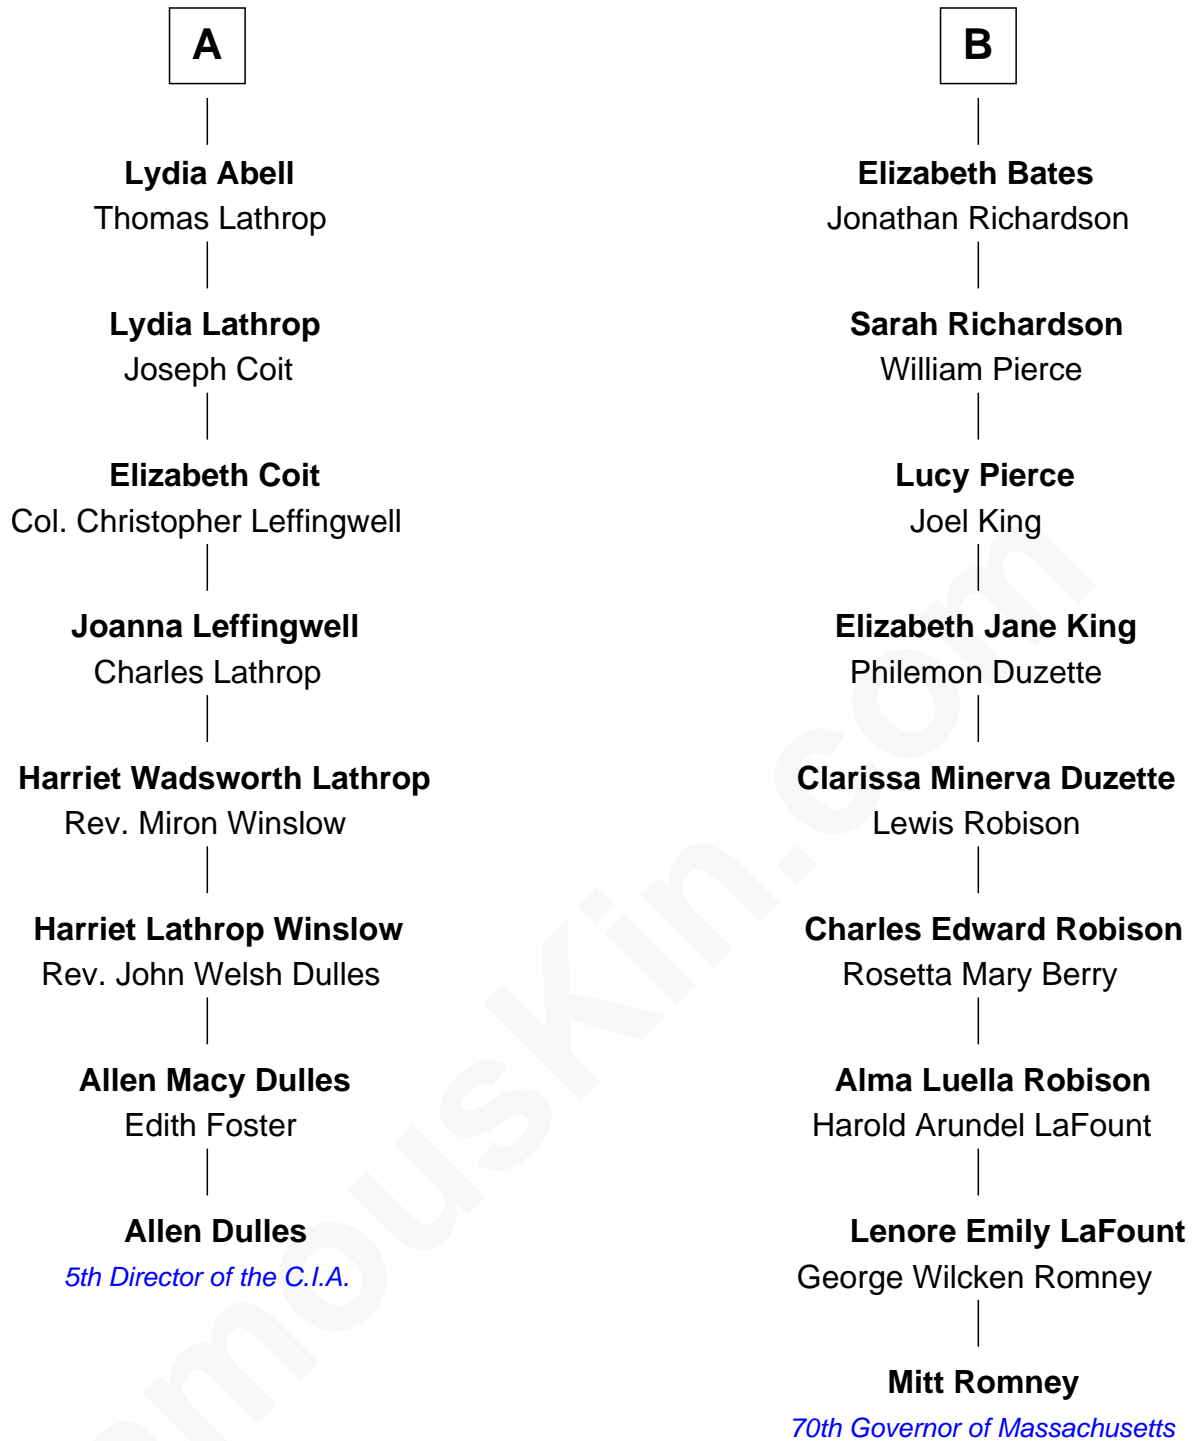 A
Lydia Abell
Thomas Lathrop
Lydia Lathrop
Joseph Coit
Elizabeth Coit
Col. Christopher Leffingwell
Joanna Leffingwell
Charles Lathrop
Harriet Wadsworth Lathrop
Rev. Miron Winslow
Harriet Lathrop Winslow
Rev. John Welsh Dulles
Allen Macy Dulles
Edith Foster
Allen Dulles
5th Director of the C.I.A.
B
Elizabeth Bates
Jonathan Richardson
Sarah Richardson
William Pierce
Lucy Pierce
Joel King
Elizabeth Jane King
Philemon Duzette
Clarissa Minerva Duzette
Lewis Robison
Charles Edward Robison
Rosetta Mary Berry
Alma Luella Robison
Harold Arundel LaFount
Lenore Emily LaFount
George Wilcken Romney
Mitt Romney
70th Governor of Massachusetts
amousKin.com